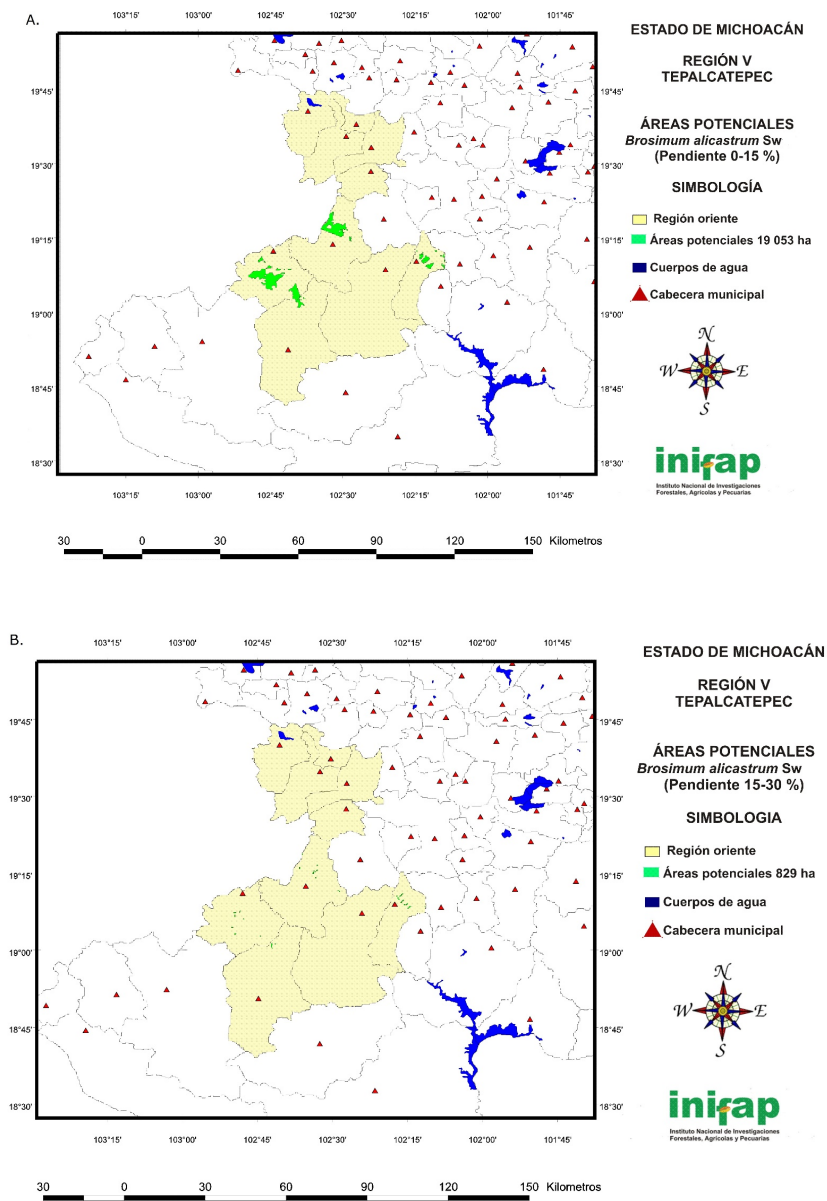 A.
103°15' 103°00' 102°45' 102°30' 102°15' 102°00' 101°45'
ESTADO DE MICHOACÁN
REGIÓN V
TEPALCATEPEC
ÁREAS POTENCIALES
Brosimum alicastrum Sw
(Pendiente 0-15 %)
SIMBOLOGÍA
Región oriente
Áreas potenciales 19 053 ha
Cuerpos de agua
Cabecera municipal
N
W E
S
inifap
Instituto Nacional de Investigaciones
Forestales, Agrícolas y Pecuarias
19°45' 19°45'
19°30' 19°30'
19°15' 19°15'
19°00' 19°00'
18°45' 18°45'
18°30' 18°30'
103°15' 103°00' 102°45' 102°30' 102°15' 102°00' 101°45'
30 0 30 60 90 120 150 Kilometros
B.
103°15' 103°00' 102°45' 102°30' 102°15' 102°00' 101°45'
ESTADO DE MICHOACÁN
REGIÓN V
TEPALCATEPEC
ÁREAS POTENCIALES
Brosimum alicastrum Sw
(Pendiente 15-30 %)
SIMBOLOGIA
Región oriente
Áreas potenciales 829 ha
Cuerpos de agua
Cabecera municipal
N
W E
S
inifap
Instituto Nacional de Investigaciones
Forestales, Agrícolas y Pecuarias
19°45' 19°45'
19°30' 19°30'
19°15' 19°15'
19°00' 19°00'
18°45' 18°45'
18°30' 18°30'
103°15' 103°00' 102°45' 102°30' 102°15' 102°00' 101°45'
30 0 30 60 90 120 150 Kilometros